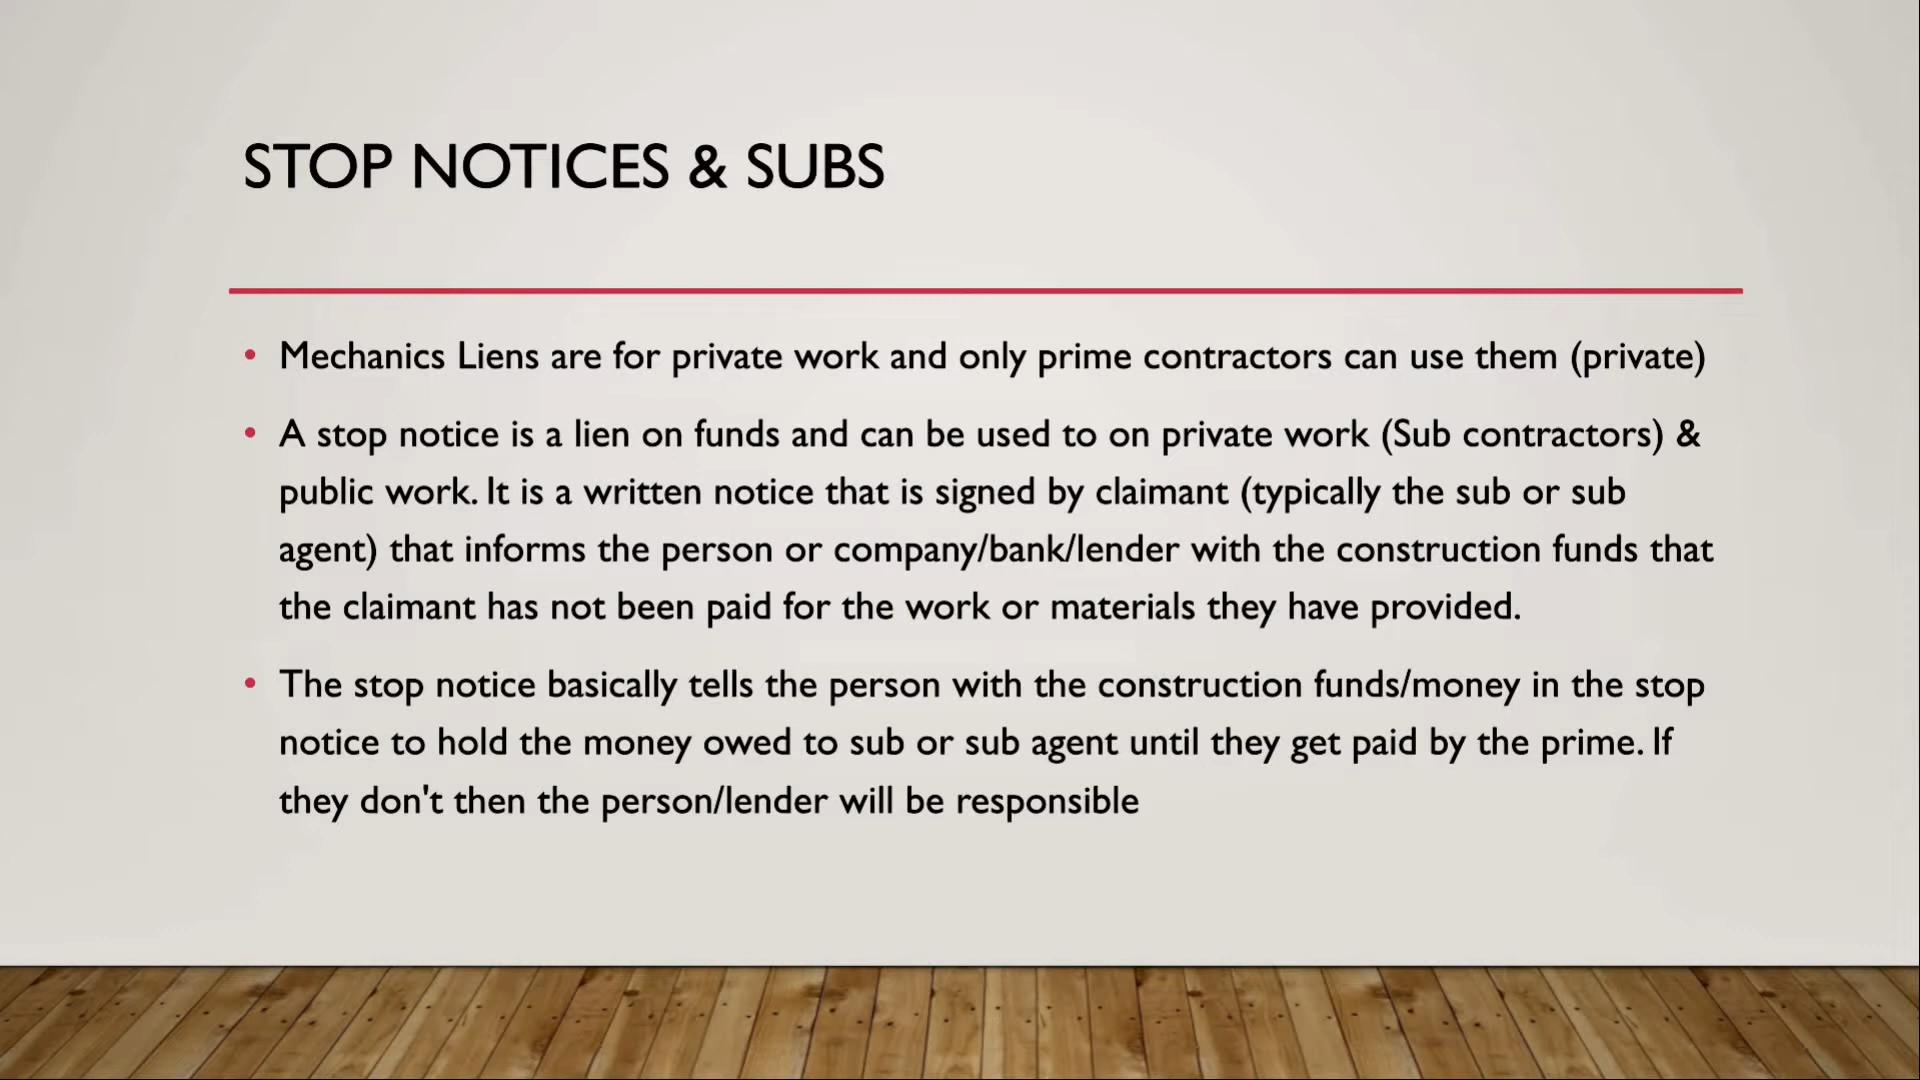 STOP NOTICES & SUBS
• Mechanics Liens are for private work and only prime contractors can use them (private)
• A stop notice is a lien on funds and can be used to on private work (Sub contractors) &
public work. It is a written notice that is signed by claimant (typically the sub or sub
agent) that informs the person or company/bank/lender with the construction funds that
the claimant has not been paid for the work or materials they have provided.
• The stop notice basically tells the person with the construction funds/money in the stop
notice to hold the money owed to sub or sub agent until they get paid by the prime. If
they don't then the person/lender will be responsible